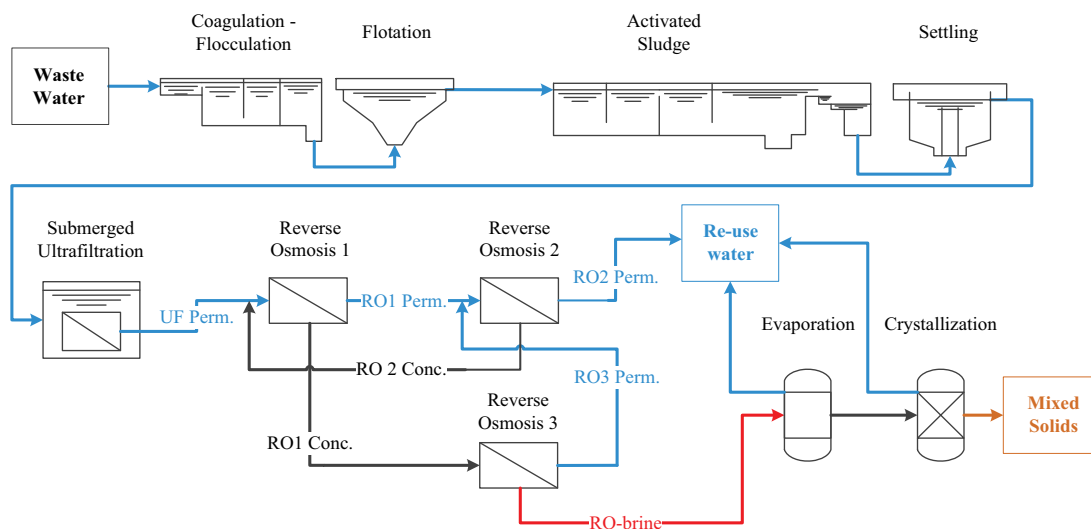 Coagulation -
Flocculation
Flotation
Activated
Sludge
Settling
Waste
Water
Submerged
Ultrafiltration
Reverse
Osmosis 1
Reverse
Osmosis 2
Re-use
water
RO2 Perm.
UF Perm.
RO1 Perm.
Evaporation
Crystallization
RO 2 Conc.
RO3 Perm.
Reverse
Osmosis 3
Mixed
Solids
RO1 Conc.
RO-brine